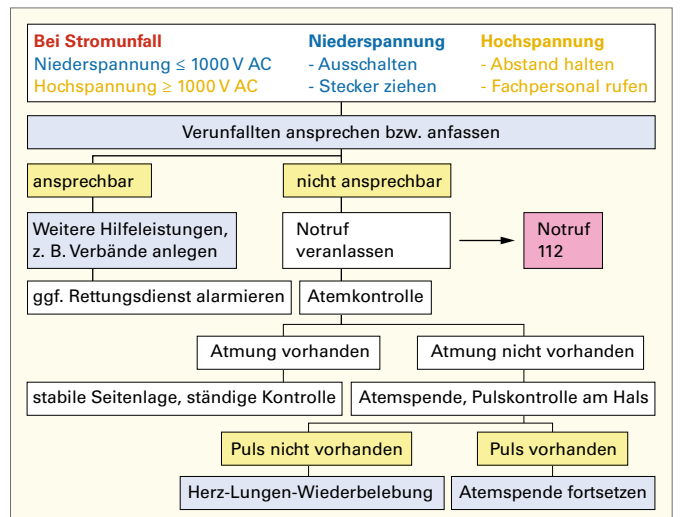 Bei Stromunfall
Niederspannung ≤ 1000 V AC
Hochspannung ≥ 1000 V AC
Niederspannung
- Ausschalten
- Stecker ziehen
Hochspannung
- Abstand halten
- Fachpersonal rufen
Verunfallten ansprechen bzw. anfassen
ansprechbar
nicht ansprechbar
Weitere Hilfeleistungen,
z. B. Verbände anlegen
Notruf
veranlassen
Notruf
112
ggf. Rettungsdienst alarmieren
Atemkontrolle
Atmung vorhanden
Atmung nicht vorhanden
stabile Seitenlage, ständige Kontrolle
Atemspende, Pulskontrolle am Hals
Puls nicht vorhanden
Puls vorhanden
Herz-Lungen-Wiederbelebung
Atemspende fortsetzen